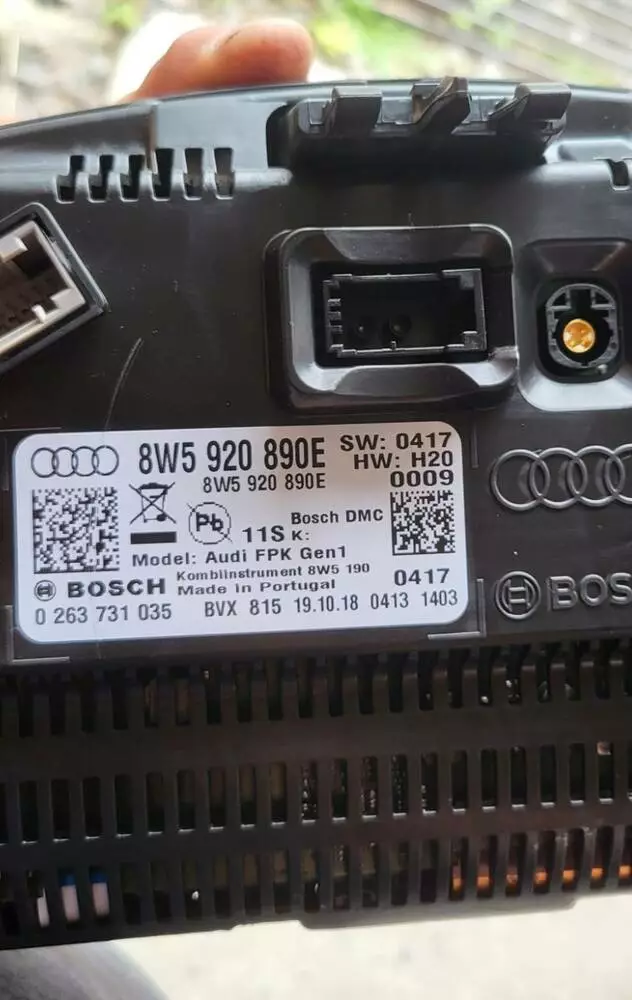 8W5 920 890E SW: 0417
HW: H20
8W5 920 890E 0009
Pb 11S Bosch DMC
K:
Model: Audi FPK Gen1
Kombiinstrument 8W5 190
BOSCH Made in Portugal 0417
0 263 731 035 BVX 815 19.10.18 0413 1403
BOS